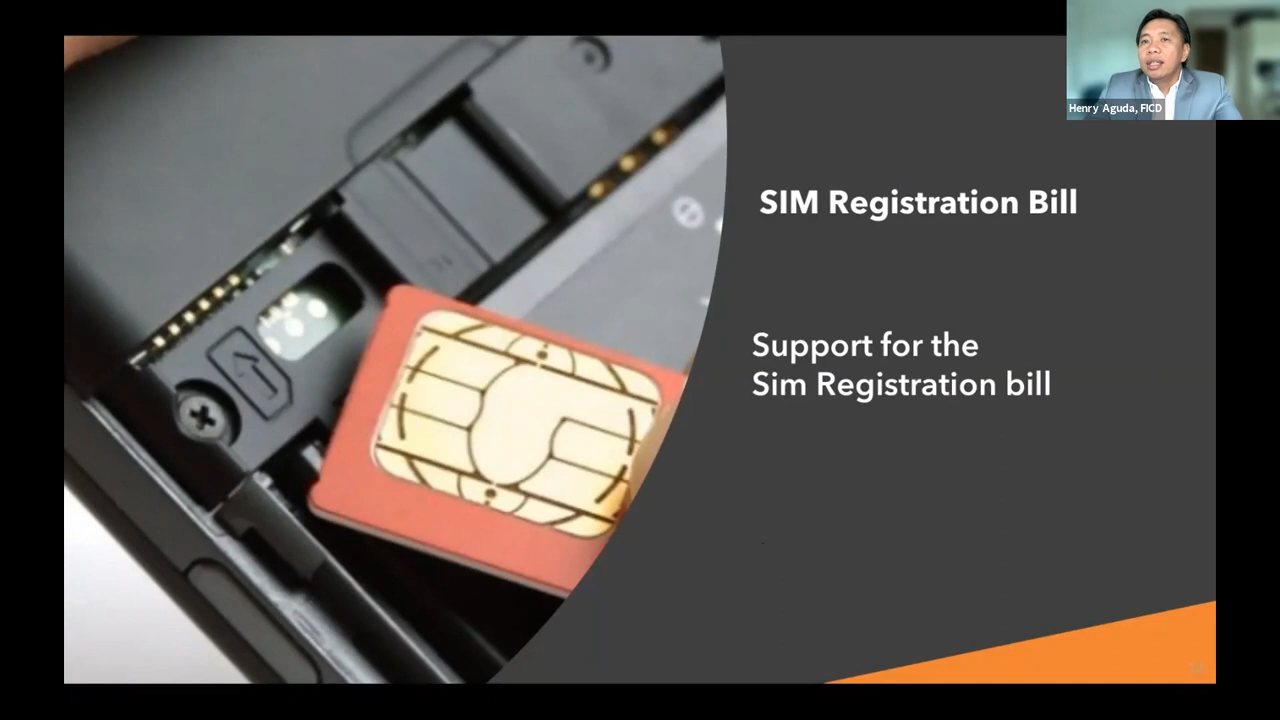 Henry Aguda, FICD
SIM Registration Bill
Support for the
Sim Registration bill